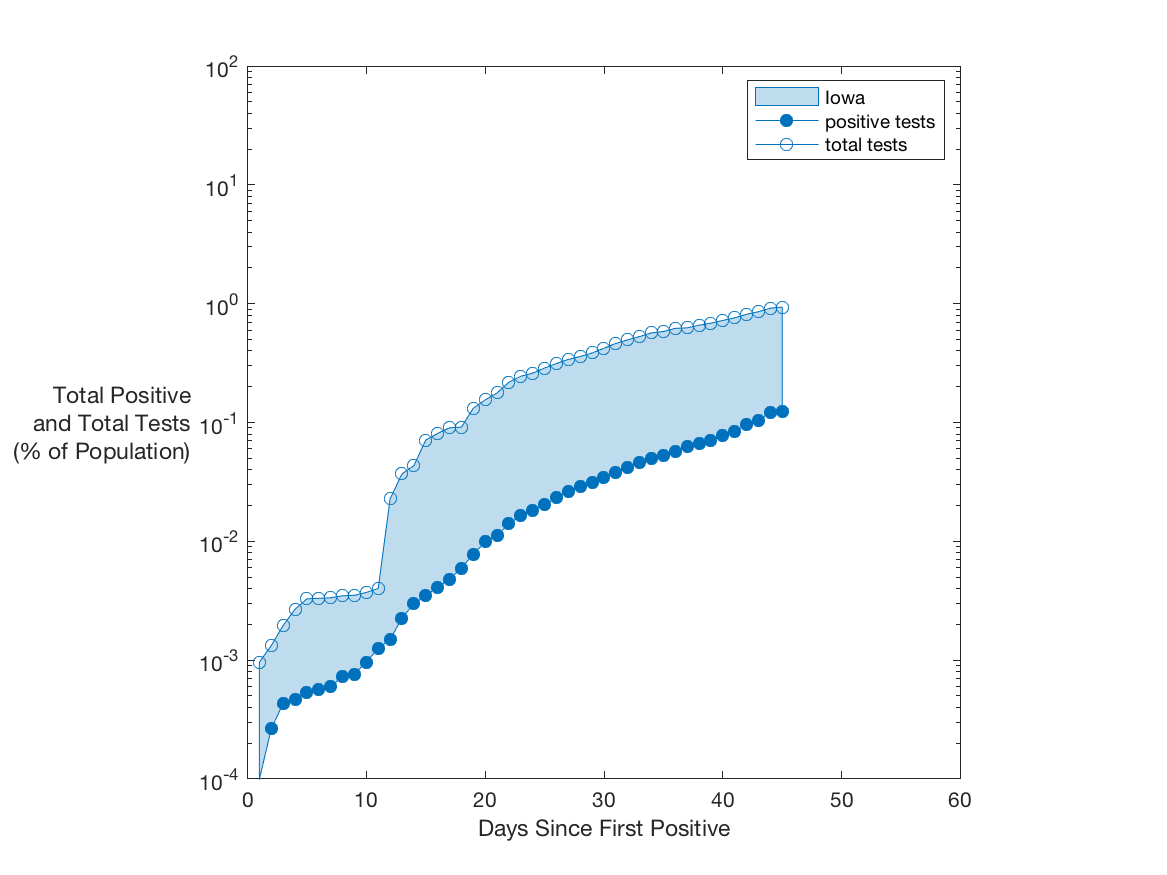 10^2
10^1
10^0
10^-1
10^-2
10^-3
10^-4
Total Positive
and Total Tests
(% of Population)
Iowa
positive tests
total tests
0 10 20 30 40 50 60
Days Since First Positive